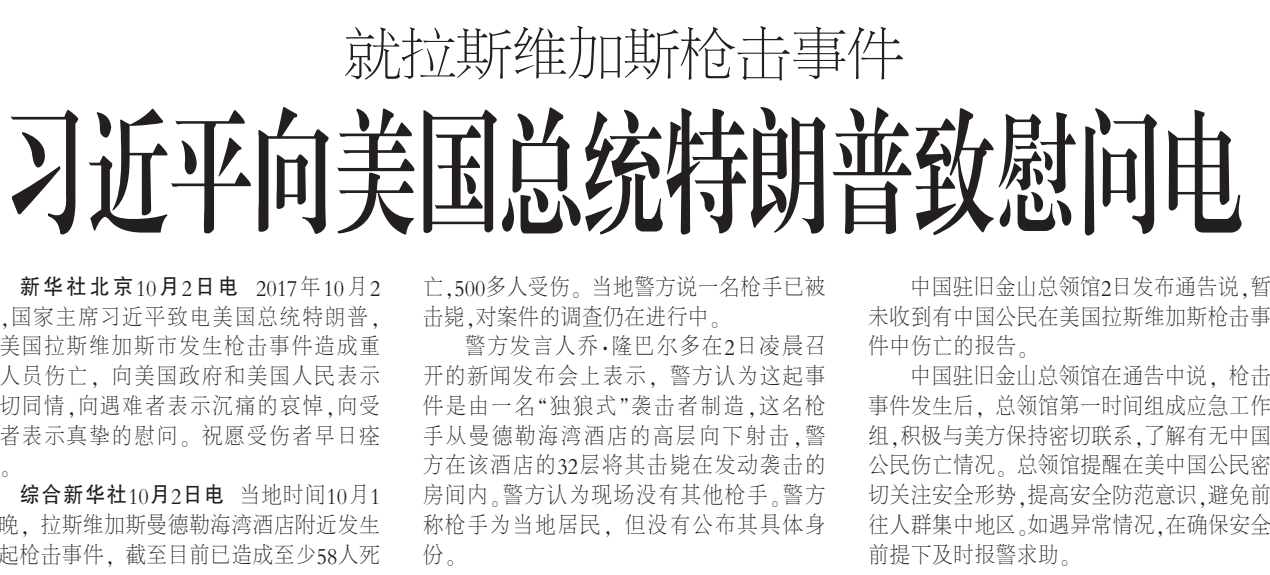 就拉斯维加斯枪击事件
习近平向美国总统特朗普致慰问电
新华社北京10月2日电 2017年10月2
,国家主席习近平致电美国总统特朗普,
美国拉斯维加斯市发生枪击事件造成重
人员伤亡，向美国政府和美国人民表示
切同情,向遇难者表示沉痛的哀悼,向受
者表示真挚的慰问。祝愿受伤者早日痊
。
综合新华社10月2日电 当地时间10月1
晚，拉斯维加斯曼德勒海湾酒店附近发生
起枪击事件，截至目前已造成至少58人死
亡,500多人受伤。当地警方说一名枪手已被
击毙,对案件的调查仍在进行中。
警方发言人乔·隆巴尔多在2日凌晨召
开的新闻发布会上表示，警方认为这起事
件是由一名“独狼式”袭击者制造,这名枪
手从曼德勒海湾酒店的高层向下射击,警
方在该酒店的32层将其击毙在发动袭击的
房间内。警方认为现场没有其他枪手。警方
称枪手为当地居民，但没有公布其具体身
份。
中国驻旧金山总领馆2日发布通告说,暂
未收到有中国公民在美国拉斯维加斯枪击事
件中伤亡的报告。
中国驻旧金山总领馆在通告中说，枪击
事件发生后，总领馆第一时间组成应急工作
组,积极与美方保持密切联系,了解有无中国
公民伤亡情况。总领馆提醒在美中国公民密
切关注安全形势,提高安全防范意识,避免前
往人群集中地区。如遇异常情况,在确保安全
前提下及时报警求助。